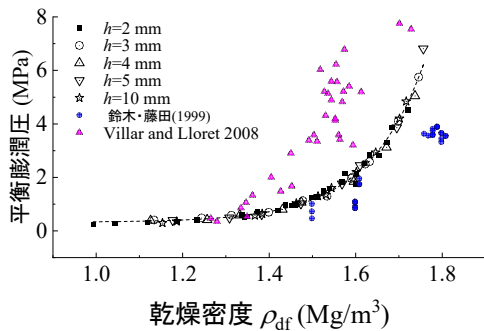 平衡膨潤圧 (MPa)
8
6
4
2
0
h=2 mm
h=3 mm
h=4 mm
h=5 mm
h=10 mm
鈴木・藤田(1999)
Villar and Lloret 2008
1.0 1.2 1.4 1.6 1.8
乾燥密度 ρdf (Mg/m³)